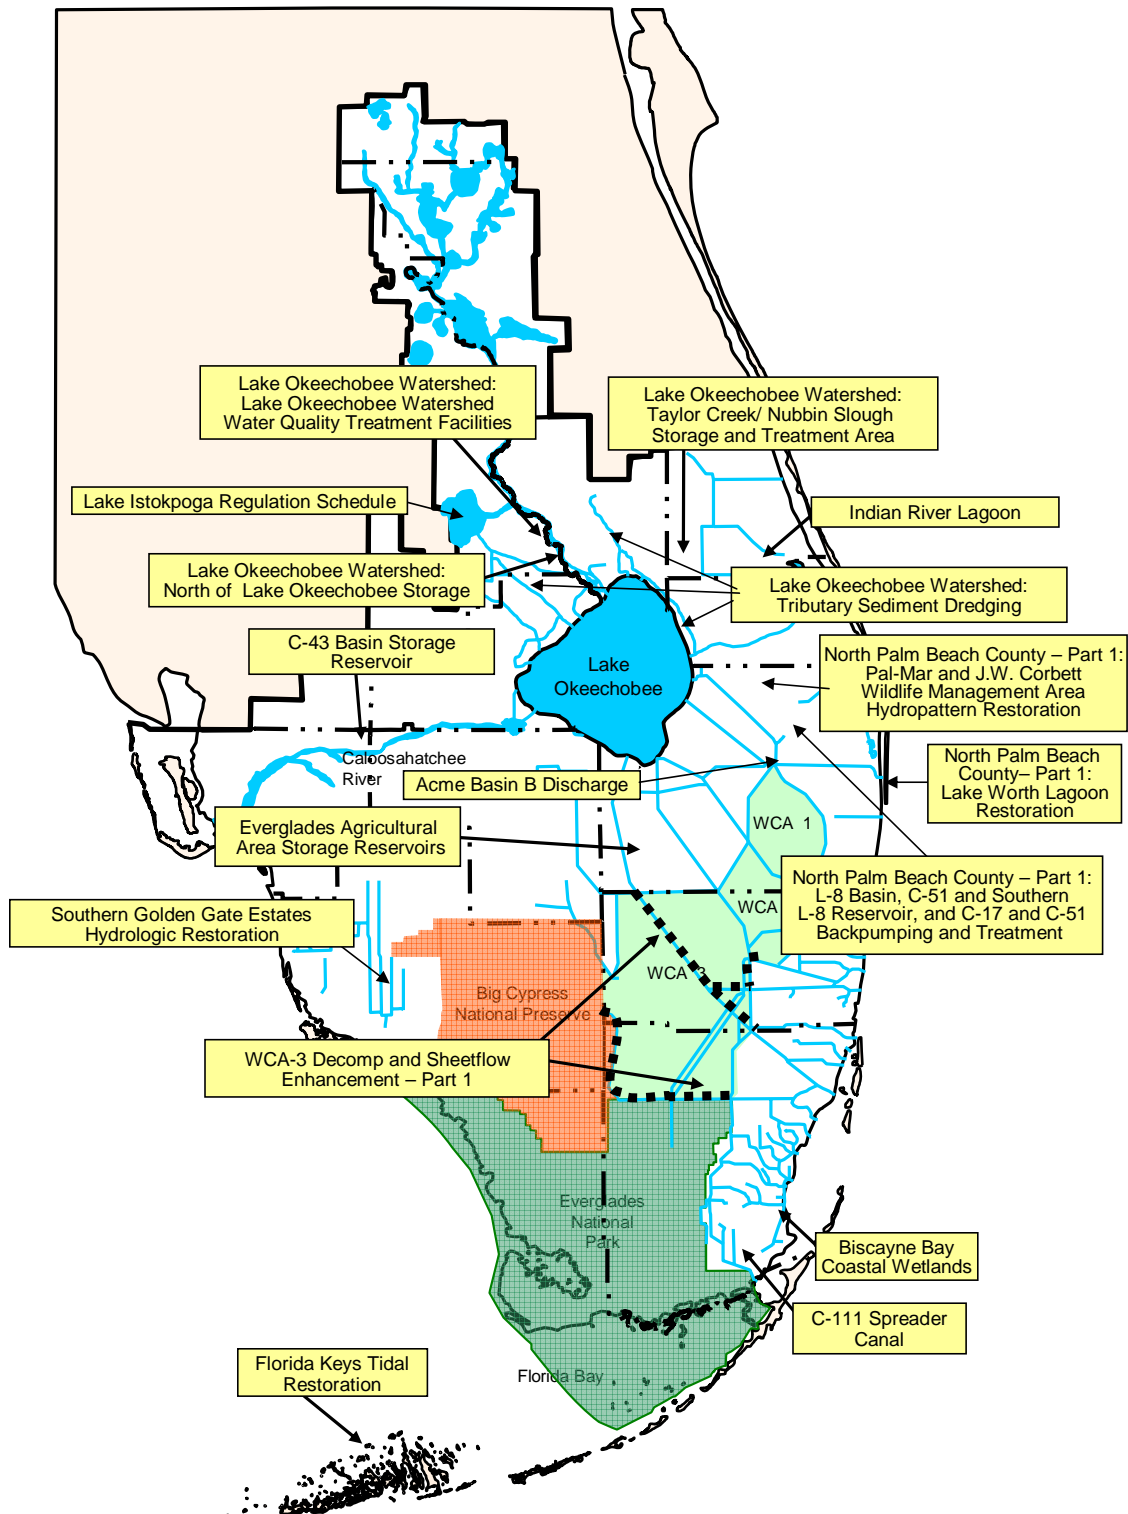 Lake Okeechobee Watershed:
Lake Okeechobee Watershed
Water Quality Treatment Facilities
Lake Okeechobee Watershed:
Taylor Creek/ Nubbin Slough
Storage and Treatment Area
Lake Istokpoga Regulation Schedule
Indian River Lagoon
Lake Okeechobee Watershed:
North of Lake Okeechobee Storage
Lake Okeechobee Watershed:
Tributary Sediment Dredging
C-43 Basin Storage
Reservoir
Lake
Okeechobee
North Palm Beach County – Part 1:
Pal-Mar and J.W. Corbett
Wildlife Management Area
Hydropattern Restoration
Caloosahatchee
River
Acme Basin B Discharge
North Palm Beach
County– Part 1:
Lake Worth Lagoon
Restoration
Everglades Agricultural
Area Storage Reservoirs
WCA 1
North Palm Beach County – Part 1:
L-8 Basin, C-51 and Southern
L-8 Reservoir, and C-17 and C-51
Backpumping and Treatment
WCA
Southern Golden Gate Estates
Hydrologic Restoration
WCA 3
Big Cypress
National Preserve
WCA-3 Decomp and Sheetflow
Enhancement – Part 1
Everglades
National
Park
Biscayne Bay
Coastal Wetlands
C-111 Spreader
Canal
Florida Keys Tidal
Restoration
Florida Bay